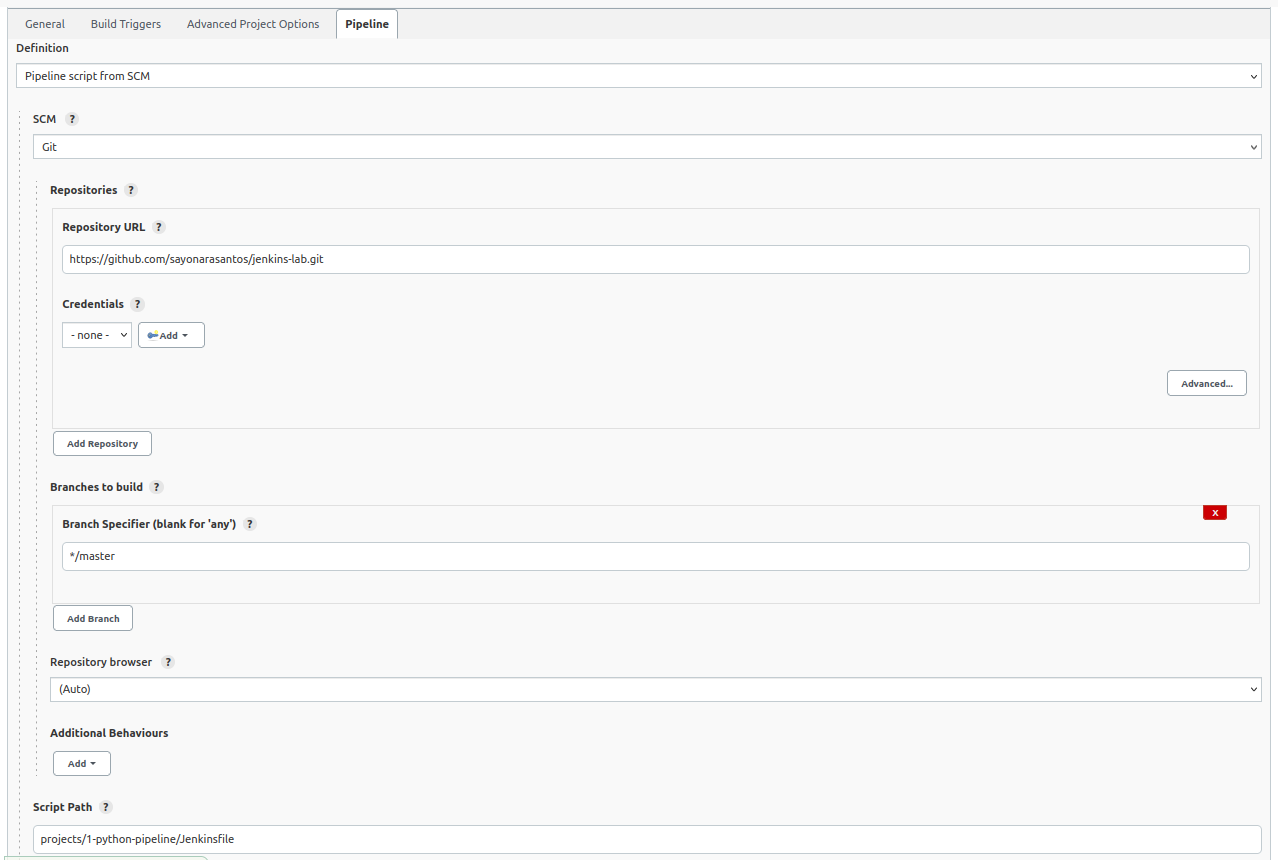 General Build Triggers Advanced Project Options Pipeline
Definition
Pipeline script from SCM
SCM ?
Git
Repositories ?
Repository URL ?
https://github.com/sayonarasantos/jenkins-lab.git
Credentials ?
- none - Add
Advanced...
Add Repository
Branches to build ?
X
Branch Specifier (blank for 'any') ?
*/master
Add Branch
Repository browser ?
(Auto)
Additional Behaviours
Add
Script Path ?
projects/1-python-pipeline/Jenkinsfile